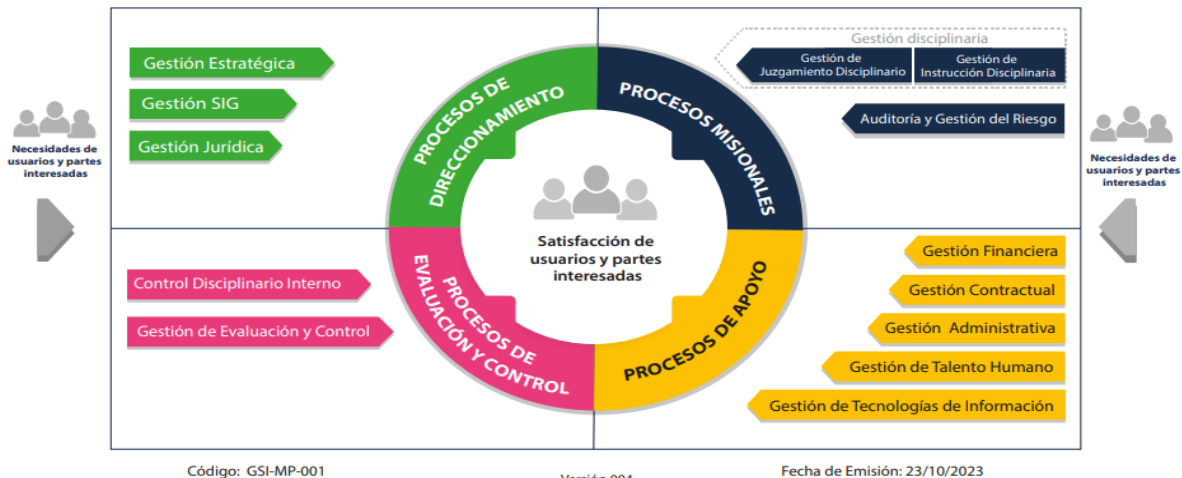 Gestión Estratégica
Gestión SIG
Gestión Jurídica
PROCESOS DE
DIRECCIONAMIENTO
PROCESOS MISIONALES
Gestión disciplinaria
Gestión de
Juzgamiento Disciplinario
Gestión de
Instrucción Disciplinaria
Auditoría y Gestión del Riesgo
Necesidades de
usuarios y partes
interesadas
Necesidades de
usuarios y partes
interesadas
Satisfacción de
usuarios y partes
interesadas
Control Disciplinario Interno
Gestión de Evaluación y Control
PROCESOS DE
EVALUACIÓN Y CONTROL
PROCESOS DE APOYO
Gestión Financiera
Gestión Contractual
Gestión Administrativa
Gestión de Talento Humano
Gestión de Tecnologías de Información
Código: GSI-MP-001
Fecha de Emisión: 23/10/2023